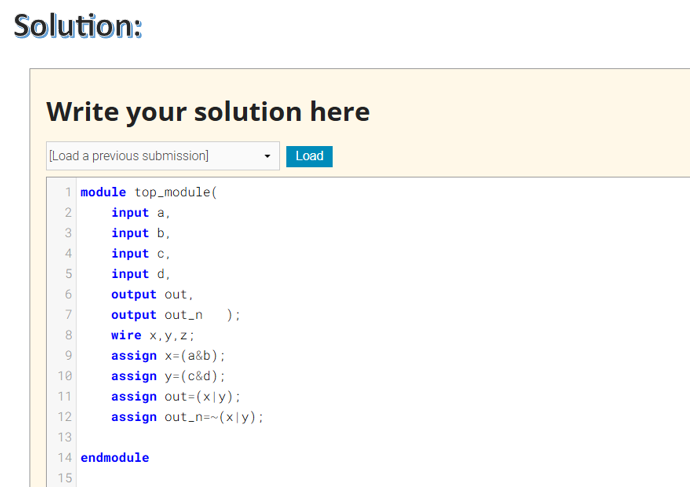 Solution:
Write your solution here
[Load a previous submission] Load
1 module top_module(
2 input a,
3 input b,
4 input c,
5 input d,
6 output out,
7 output out_n );
8 wire x,y,z;
9 assign x=(a&b);
10 assign y=(c&d);
11 assign out=(x|y);
12 assign out_n=~(x|y);
13
14 endmodule
15